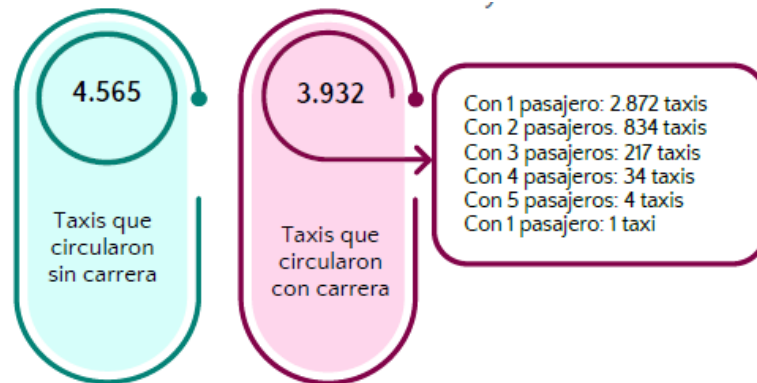 4.565
Taxis que
circularon
sin carrera
3.932
Taxis que
circularon
con carrera
Con 1 pasajero: 2.872 taxis
Con 2 pasajeros. 834 taxis
Con 3 pasajeros: 217 taxis
Con 4 pasajeros: 34 taxis
Con 5 pasajeros: 4 taxis
Con 1 pasajero: 1 taxi